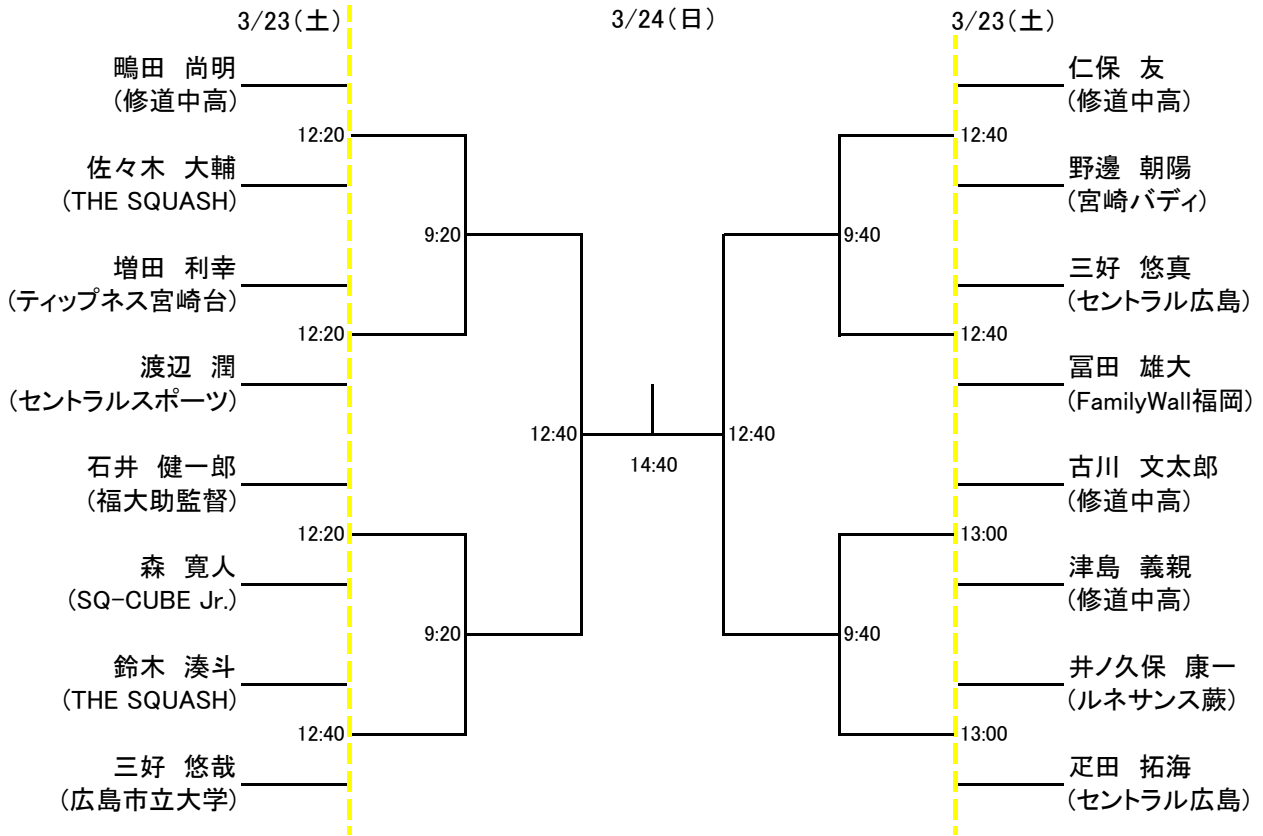 3/23(土)
3/24(日)
3/23(土)
鴫田 尚明
(修道中高)
12:20
佐々木 大輔
(THE SQUASH)
9:20
増田 利幸
(ティップネス宮崎台)
12:20
渡辺 潤
(セントラルスポーツ)
12:40
石井 健一郎
(福大助監督)
12:20
森 寛人
(SQ-CUBE Jr.)
9:20
鈴木 湊斗
(THE SQUASH)
12:40
三好 悠哉
(広島市立大学)
14:40
仁保 友
(修道中高)
12:40
野邊 朝陽
(宮崎バディ)
9:40
三好 悠真
(セントラル広島)
12:40
冨田 雄大
(FamilyWall福岡)
12:40
古川 文太郎
(修道中高)
13:00
津島 義親
(修道中高)
9:40
井ノ久保 康一
(ルネサンス蕨)
13:00
疋田 拓海
(セントラル広島)